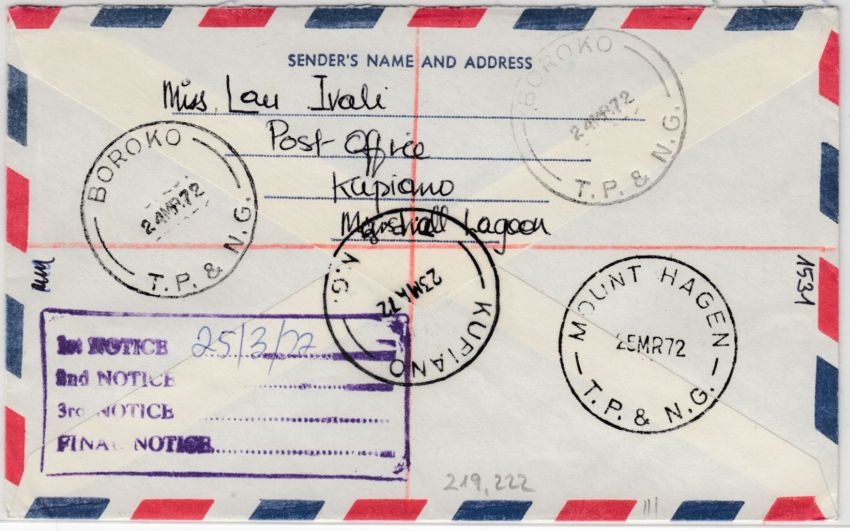 SENDER'S NAME AND ADDRESS
Miss. Lau Ivali
Post-Office
Kupiano
Marshall Lagoon
BOROKO
24MR72
T.P. & N.G.
BOROKO
24MR72
T.P. & N.G.
KUPIANO
23MR72
& N.G.
MOUNT HAGEN
25MR72
T.P. & N.G.
1531
1st NOTICE 25/3/72
2nd NOTICE
3rd NOTICE
FINAL NOTICE
219,222